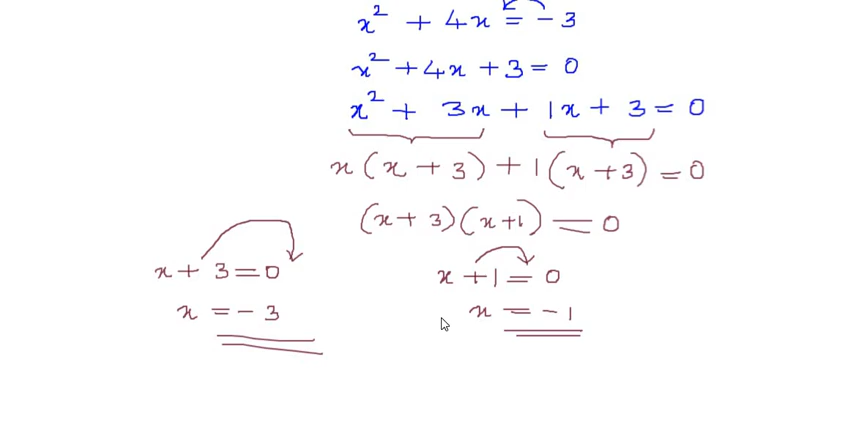 x² + 4x = -3
x² + 4x + 3 = 0
x² + 3x + 1x + 3 = 0
x(x + 3) + 1(x + 3) = 0
(x + 3)(x + 1) = 0
x + 3 = 0    x + 1 = 0
x = -3    x = -1